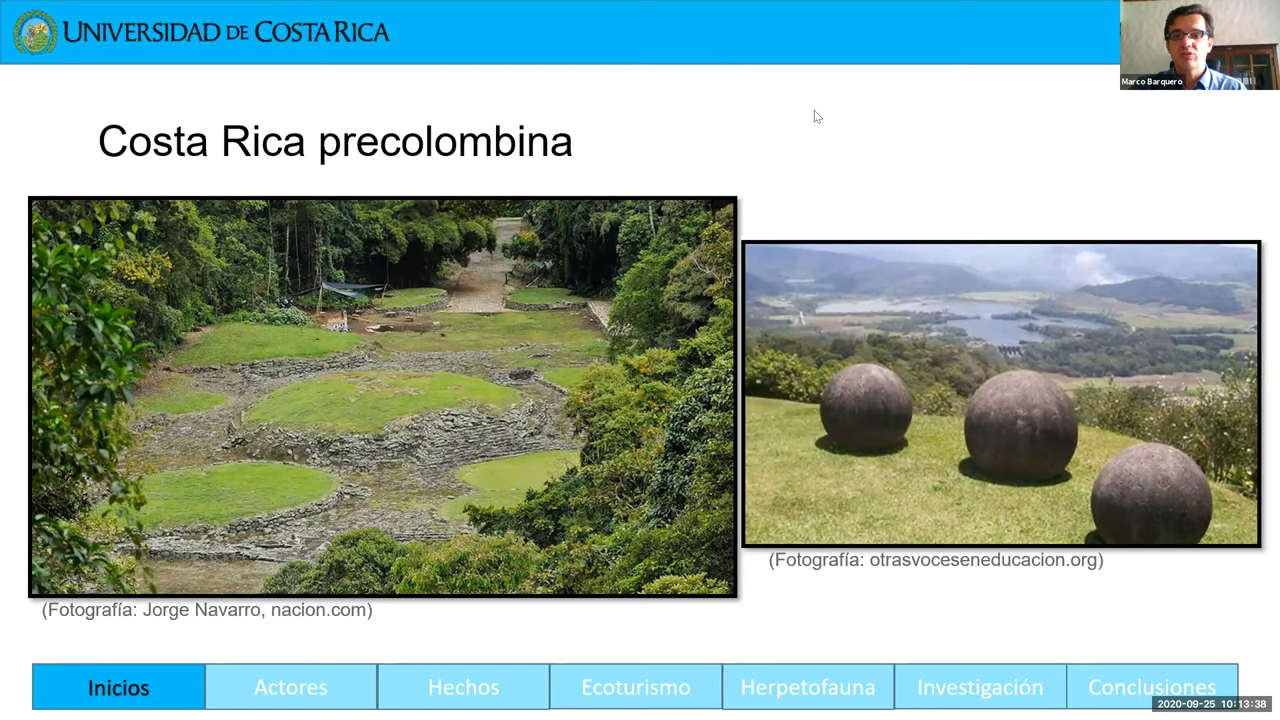 UNIVERSIDAD DE COSTA RICA
Marco Barquero
Costa Rica precolombina
(Fotografía: otrasvoceseneducacion.org)
(Fotografía: Jorge Navarro, nacion.com)
Inicios Actores Hechos Ecoturismo Herpetofauna Investigación Conclusiones
2020-09-25 10:13:38